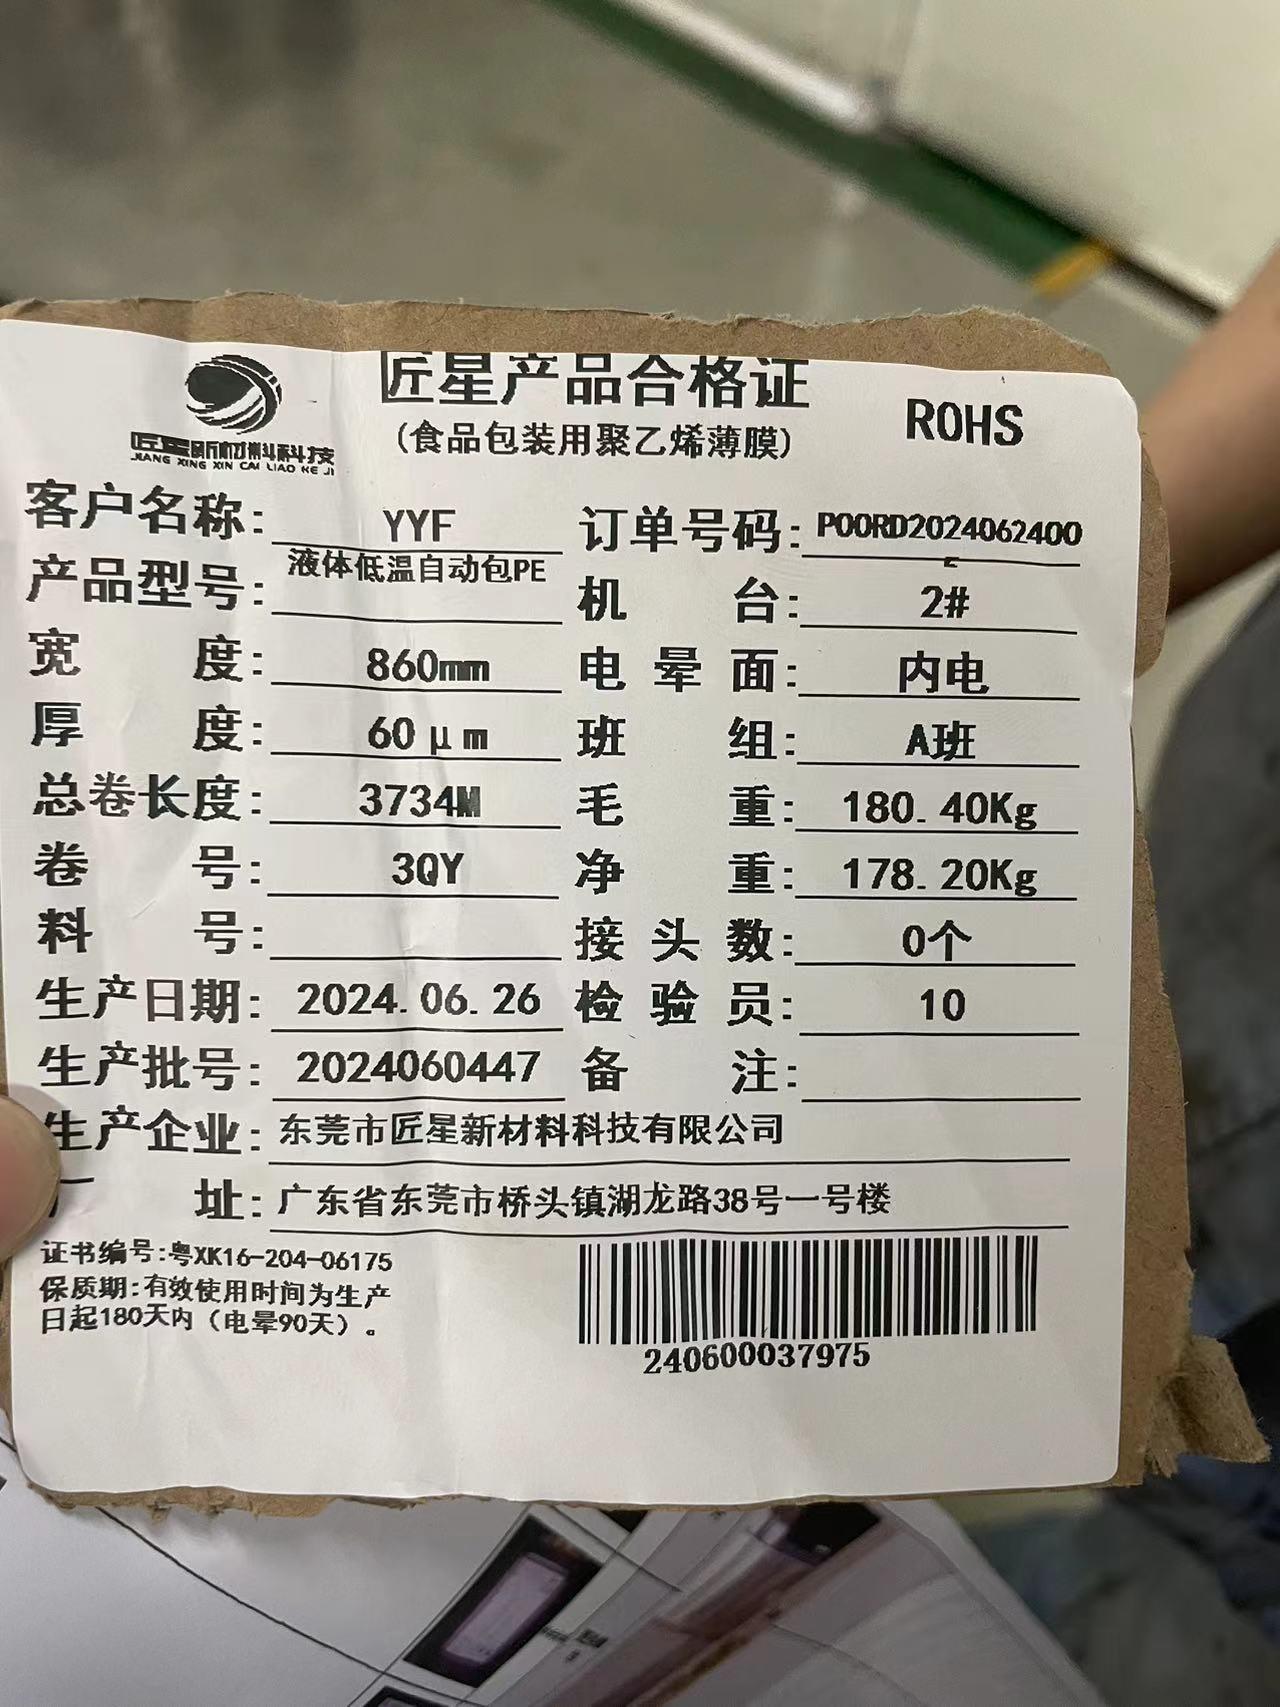 匠星产品合格证
ROHS
匠星新材料科技
JIANG XING XIN CAI LIAO KE JI
(食品包装用聚乙烯薄膜)
客户名称: YYF 订单号码: POORD2024062400
产品型号: 液体低温自动包PE 机台: 2#
宽度: 860mm 电晕面: 内电
厚度: 60μm 班组: A班
总卷长度: 3734M 毛重: 180.40Kg
卷号: 3QY 净重: 178.20Kg
料号: 接头数: 0个
生产日期: 2024.06.26 检验员: 10
生产批号: 2024060447 备注:
生产企业: 东莞市匠星新材料科技有限公司
址: 广东省东莞市桥头镇湖龙路38号一号楼
证书编号:粤XK16-204-06175
保质期:有效使用时间为生产
日起180天内（电晕90天）。
240600037975